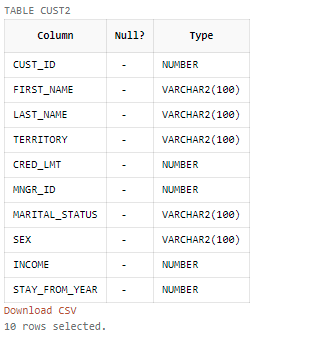 TABLE CUST2
Column Null? Type
CUST_ID - NUMBER
FIRST_NAME - VARCHAR2(100)
LAST_NAME - VARCHAR2(100)
TERRITORY - VARCHAR2(100)
CRED_LMT - NUMBER
MNGR_ID - NUMBER
MARITAL_STATUS - VARCHAR2(100)
SEX - VARCHAR2(100)
INCOME - NUMBER
STAY_FROM_YEAR - NUMBER
Download CSV
10 rows selected.